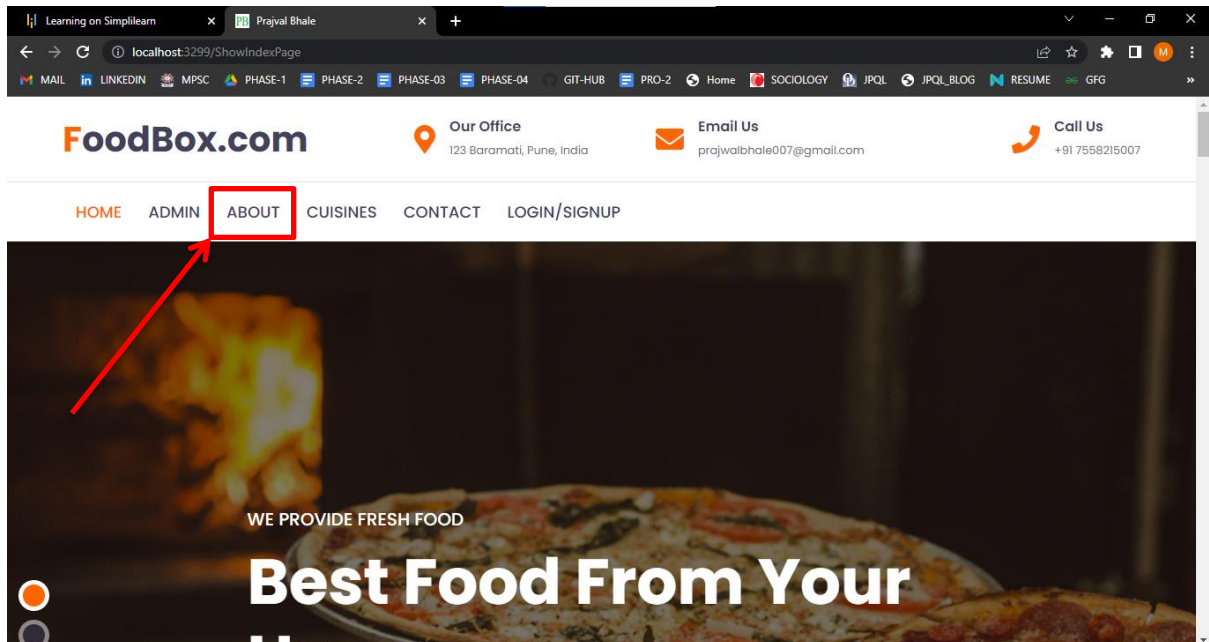 Learning on Simplilearn
PB Prajval Bhale
localhost:3299/ShowIndexPage
M
MAIL in LINKEDIN MPSC PHASE-1 PHASE-2 PHASE-03 PHASE-04 GIT-HUB PRO-2 Home SOCIOLOGY JPQL JPQL_BLOG RESUME GFG »
FoodBox.com
Our Office
123 Baramati, Pune, India
Email Us
prajwalbhale007@gmail.com
Call Us
+91 7558215007
HOME ADMIN ABOUT CUISINES CONTACT LOGIN/SIGNUP
WE PROVIDE FRESH FOOD
Best Food From Your